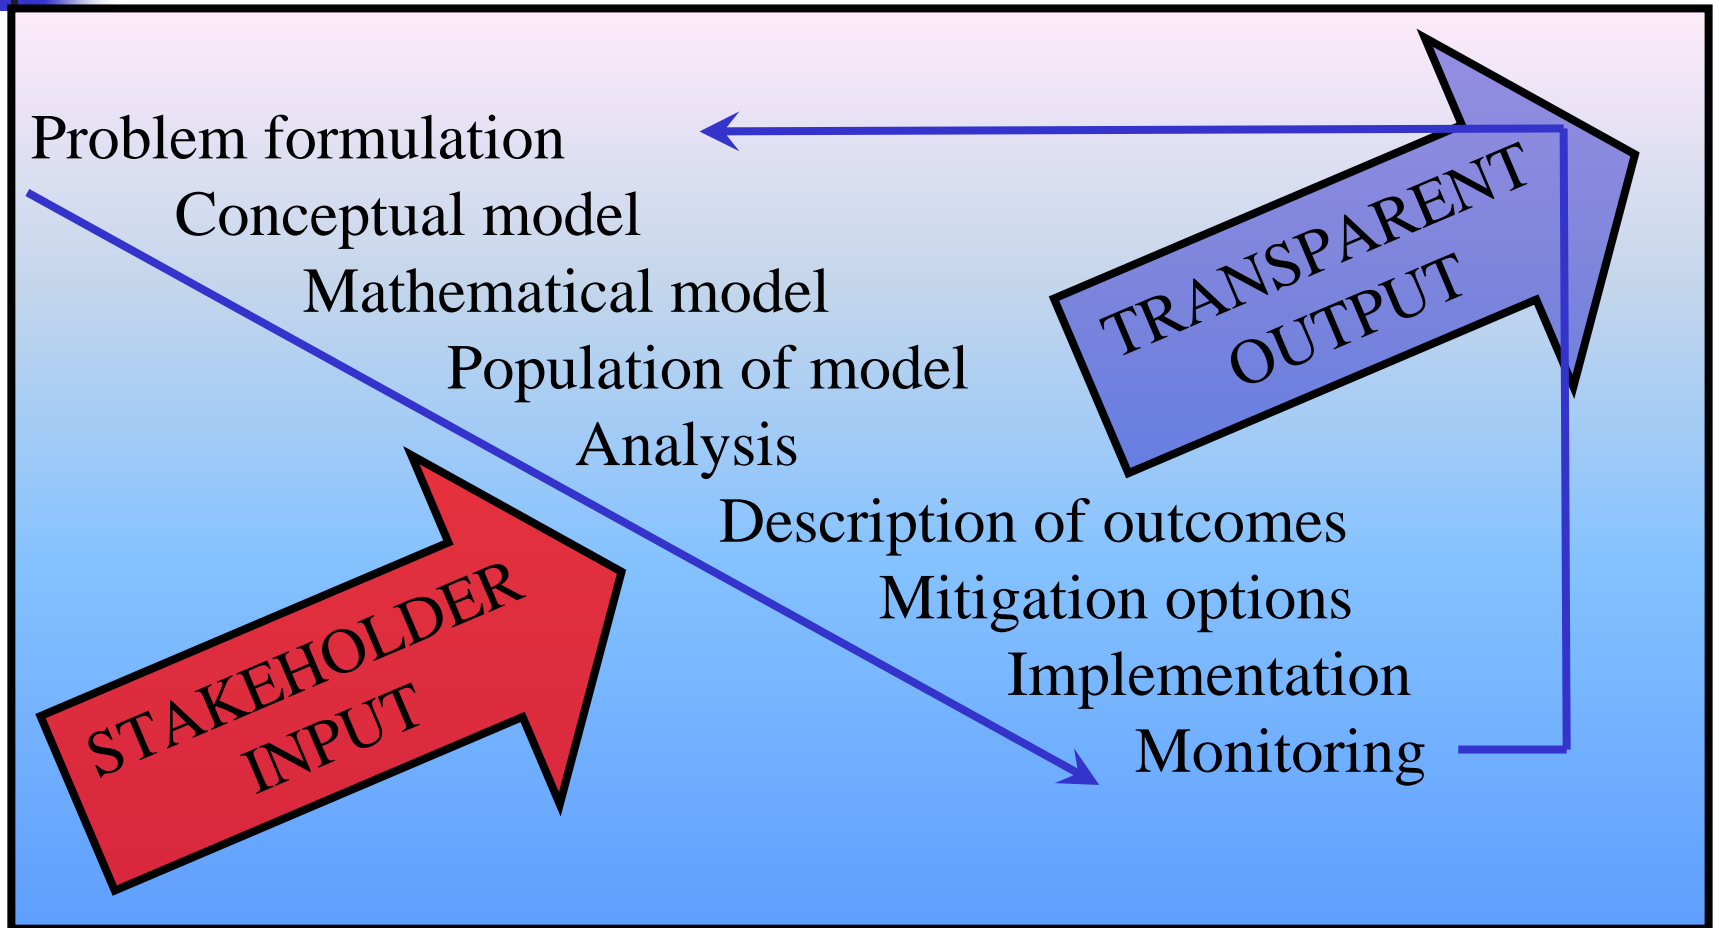 Problem formulation
Conceptual model
Mathematical model
Population of model
Analysis
Description of outcomes
Mitigation options
Implementation
Monitoring
STAKEHOLDER
INPUT
TRANSPARENT
OUTPUT